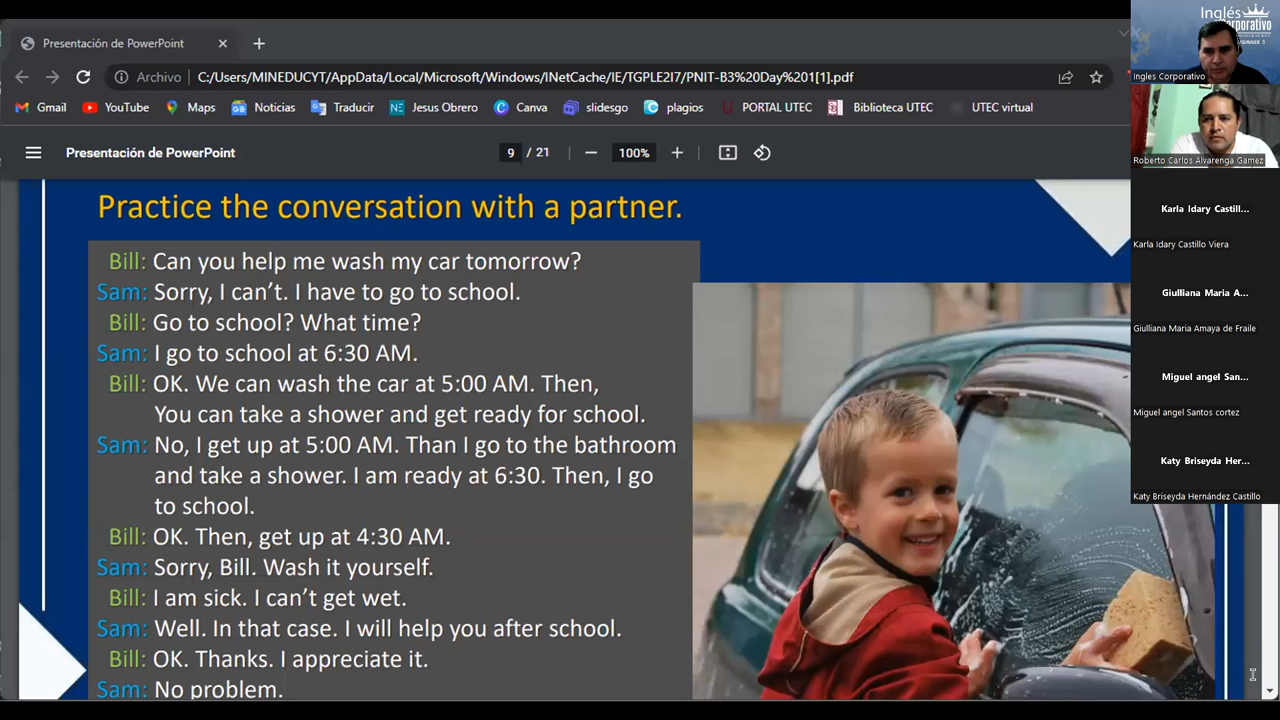 Presentación de PowerPoint
Archivo
C:/Users/MINEDUCYT/AppData/Local/Microsoft/Windows/INetCache/IE/TGPLE2I7/PNIT-B3%20Day%201[1].pdf
Gmail
YouTube
Maps
Noticias
Traducir
Jesus Obrero
Canva
slidesgo
plagios
PORTAL UTEC
Biblioteca UTEC
UTEC virtual
Presentación de PowerPoint
9 / 21
100%
Practice the conversation with a partner.
Bill: Can you help me wash my car tomorrow?
Sam: Sorry, I can’t. I have to go to school.
Bill: Go to school? What time?
Sam: I go to school at 6:30 AM.
Bill: OK. We can wash the car at 5:00 AM. Then,
You can take a shower and get ready for school.
Sam: No, I get up at 5:00 AM. Than I go to the bathroom
and take a shower. I am ready at 6:30. Then, I go
to school.
Bill: OK. Then, get up at 4:30 AM.
Sam: Sorry, Bill. Wash it yourself.
Bill: I am sick. I can’t get wet.
Sam: Well. In that case. I will help you after school.
Bill: OK. Thanks. I appreciate it.
Sam: No problem.
Inglés
Ingles Corporativo
Roberto Carlos Alvarenga Gamez
Karla Idary Castill...
Karla Idary Castillo Viera
Giulliana Maria A...
Giulliana Maria Amaya de Fraile
Miguel angel San...
Miguel angel Santos cortez
Katy Briseyda Her...
Katy Briseyda Hernández Castillo